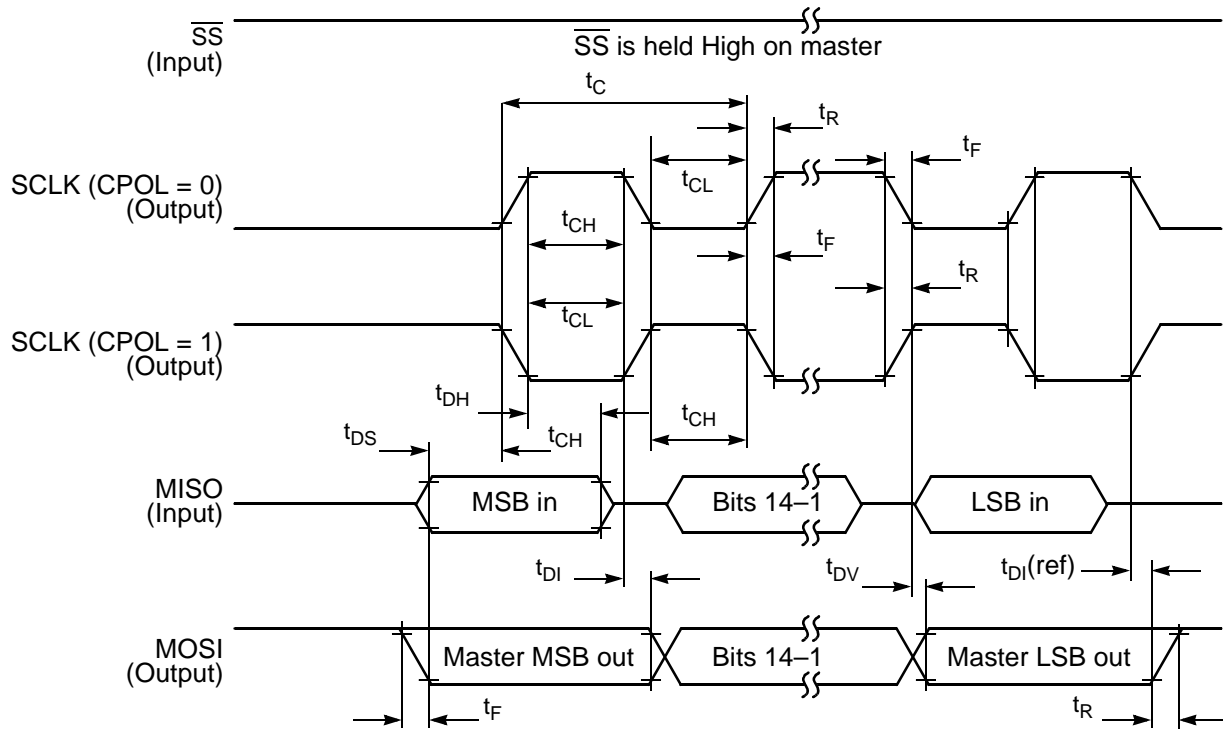 SS
(Input)
SS is held High on master
tC
tR
tF
SCLK (CPOL = 0)
(Output)
tCL
tCH
tF
tR
tCL
SCLK (CPOL = 1)
(Output)
tDH
tCH
tDS
tCH
MISO
(Input)
MSB in
Bits 14–1
LSB in
tDI
tDV
tDI(ref)
MOSI
(Output)
Master MSB out
Bits 14–1
Master LSB out
tF
tR